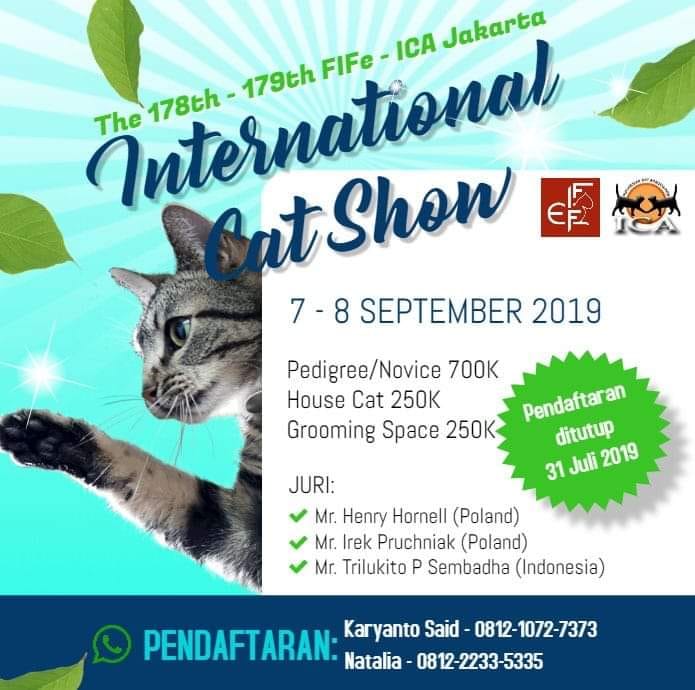 The 178th - 179th FIFe - ICA Jakarta
International
Cat Show
FIFE
ICA
7 - 8 SEPTEMBER 2019
Pedigree/Novice 700K
House Cat 250K
Grooming Space 250K
Pendaftaran
ditutup
31 Juli 2019
JURI:
Mr. Henry Hornell (Poland)
Mr. Irek Pruchniak (Poland)
Mr. Trilukito P Sembadha (Indonesia)
PENDAFTARAN:
Karyanto Said - 0812-1072-7373
Natalia - 0812-2233-5335